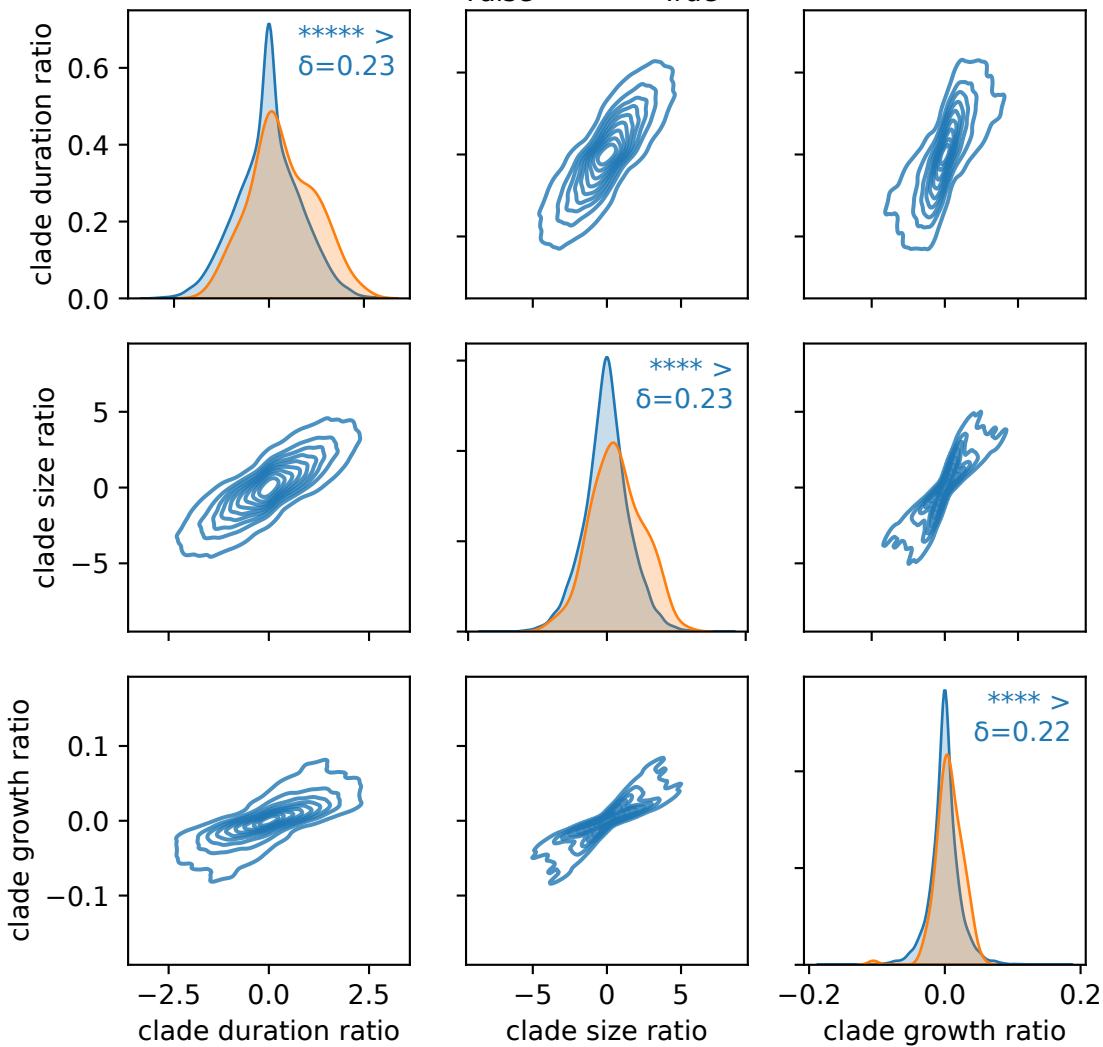 clade duration ratio
0.6
0.4
0.2
0.0
***** >
δ=0.23
clade size ratio
5
0
−5
**** >
δ=0.23
clade growth ratio
0.1
0.0
−0.1
**** >
δ=0.22
−2.5 0.0 2.5
−5 0 5
−0.2 0.0 0.2
clade duration ratio
clade size ratio
clade growth ratio